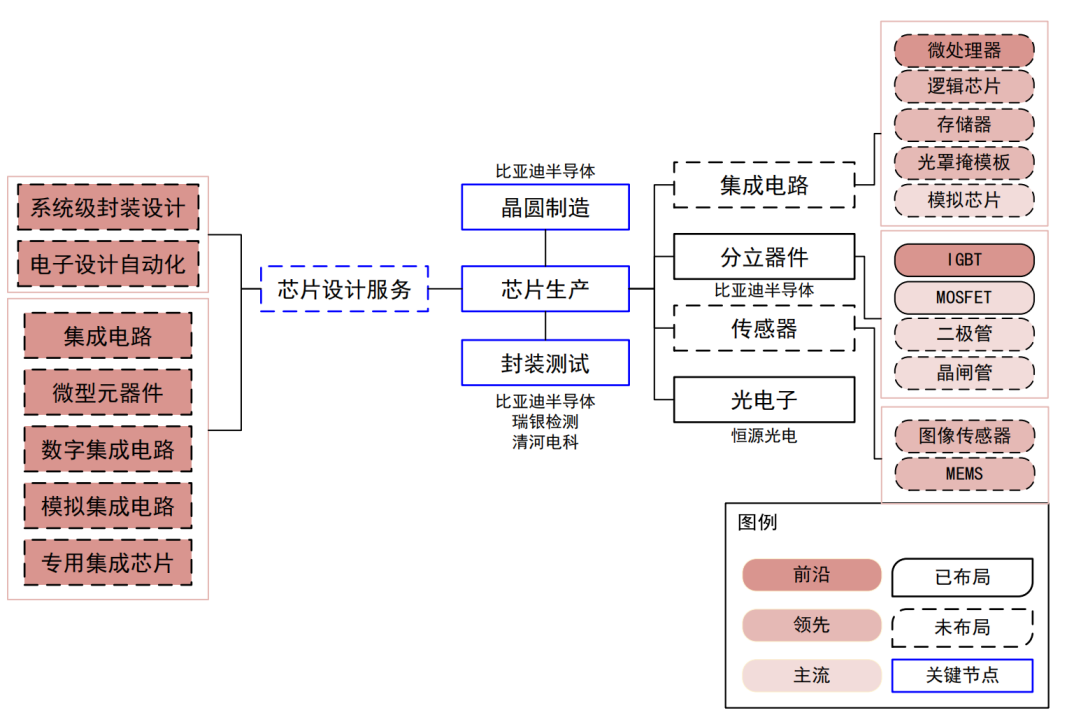 系统级封装设计
电子设计自动化
集成电路
微型元器件
数字集成电路
模拟集成电路
专用集成芯片
芯片设计服务
比亚迪半导体
晶圆制造
芯片生产
封装测试
比亚迪半导体
瑞银检测
清河电科
集成电路
分立器件
比亚迪半导体
传感器
光电子
恒源光电
微处理器
逻辑芯片
存储器
光罩掩模板
模拟芯片
IGBT
MOSFET
二极管
晶闸管
图像传感器
MEMS
图例
前沿
已布局
领先
未布局
主流
关键节点